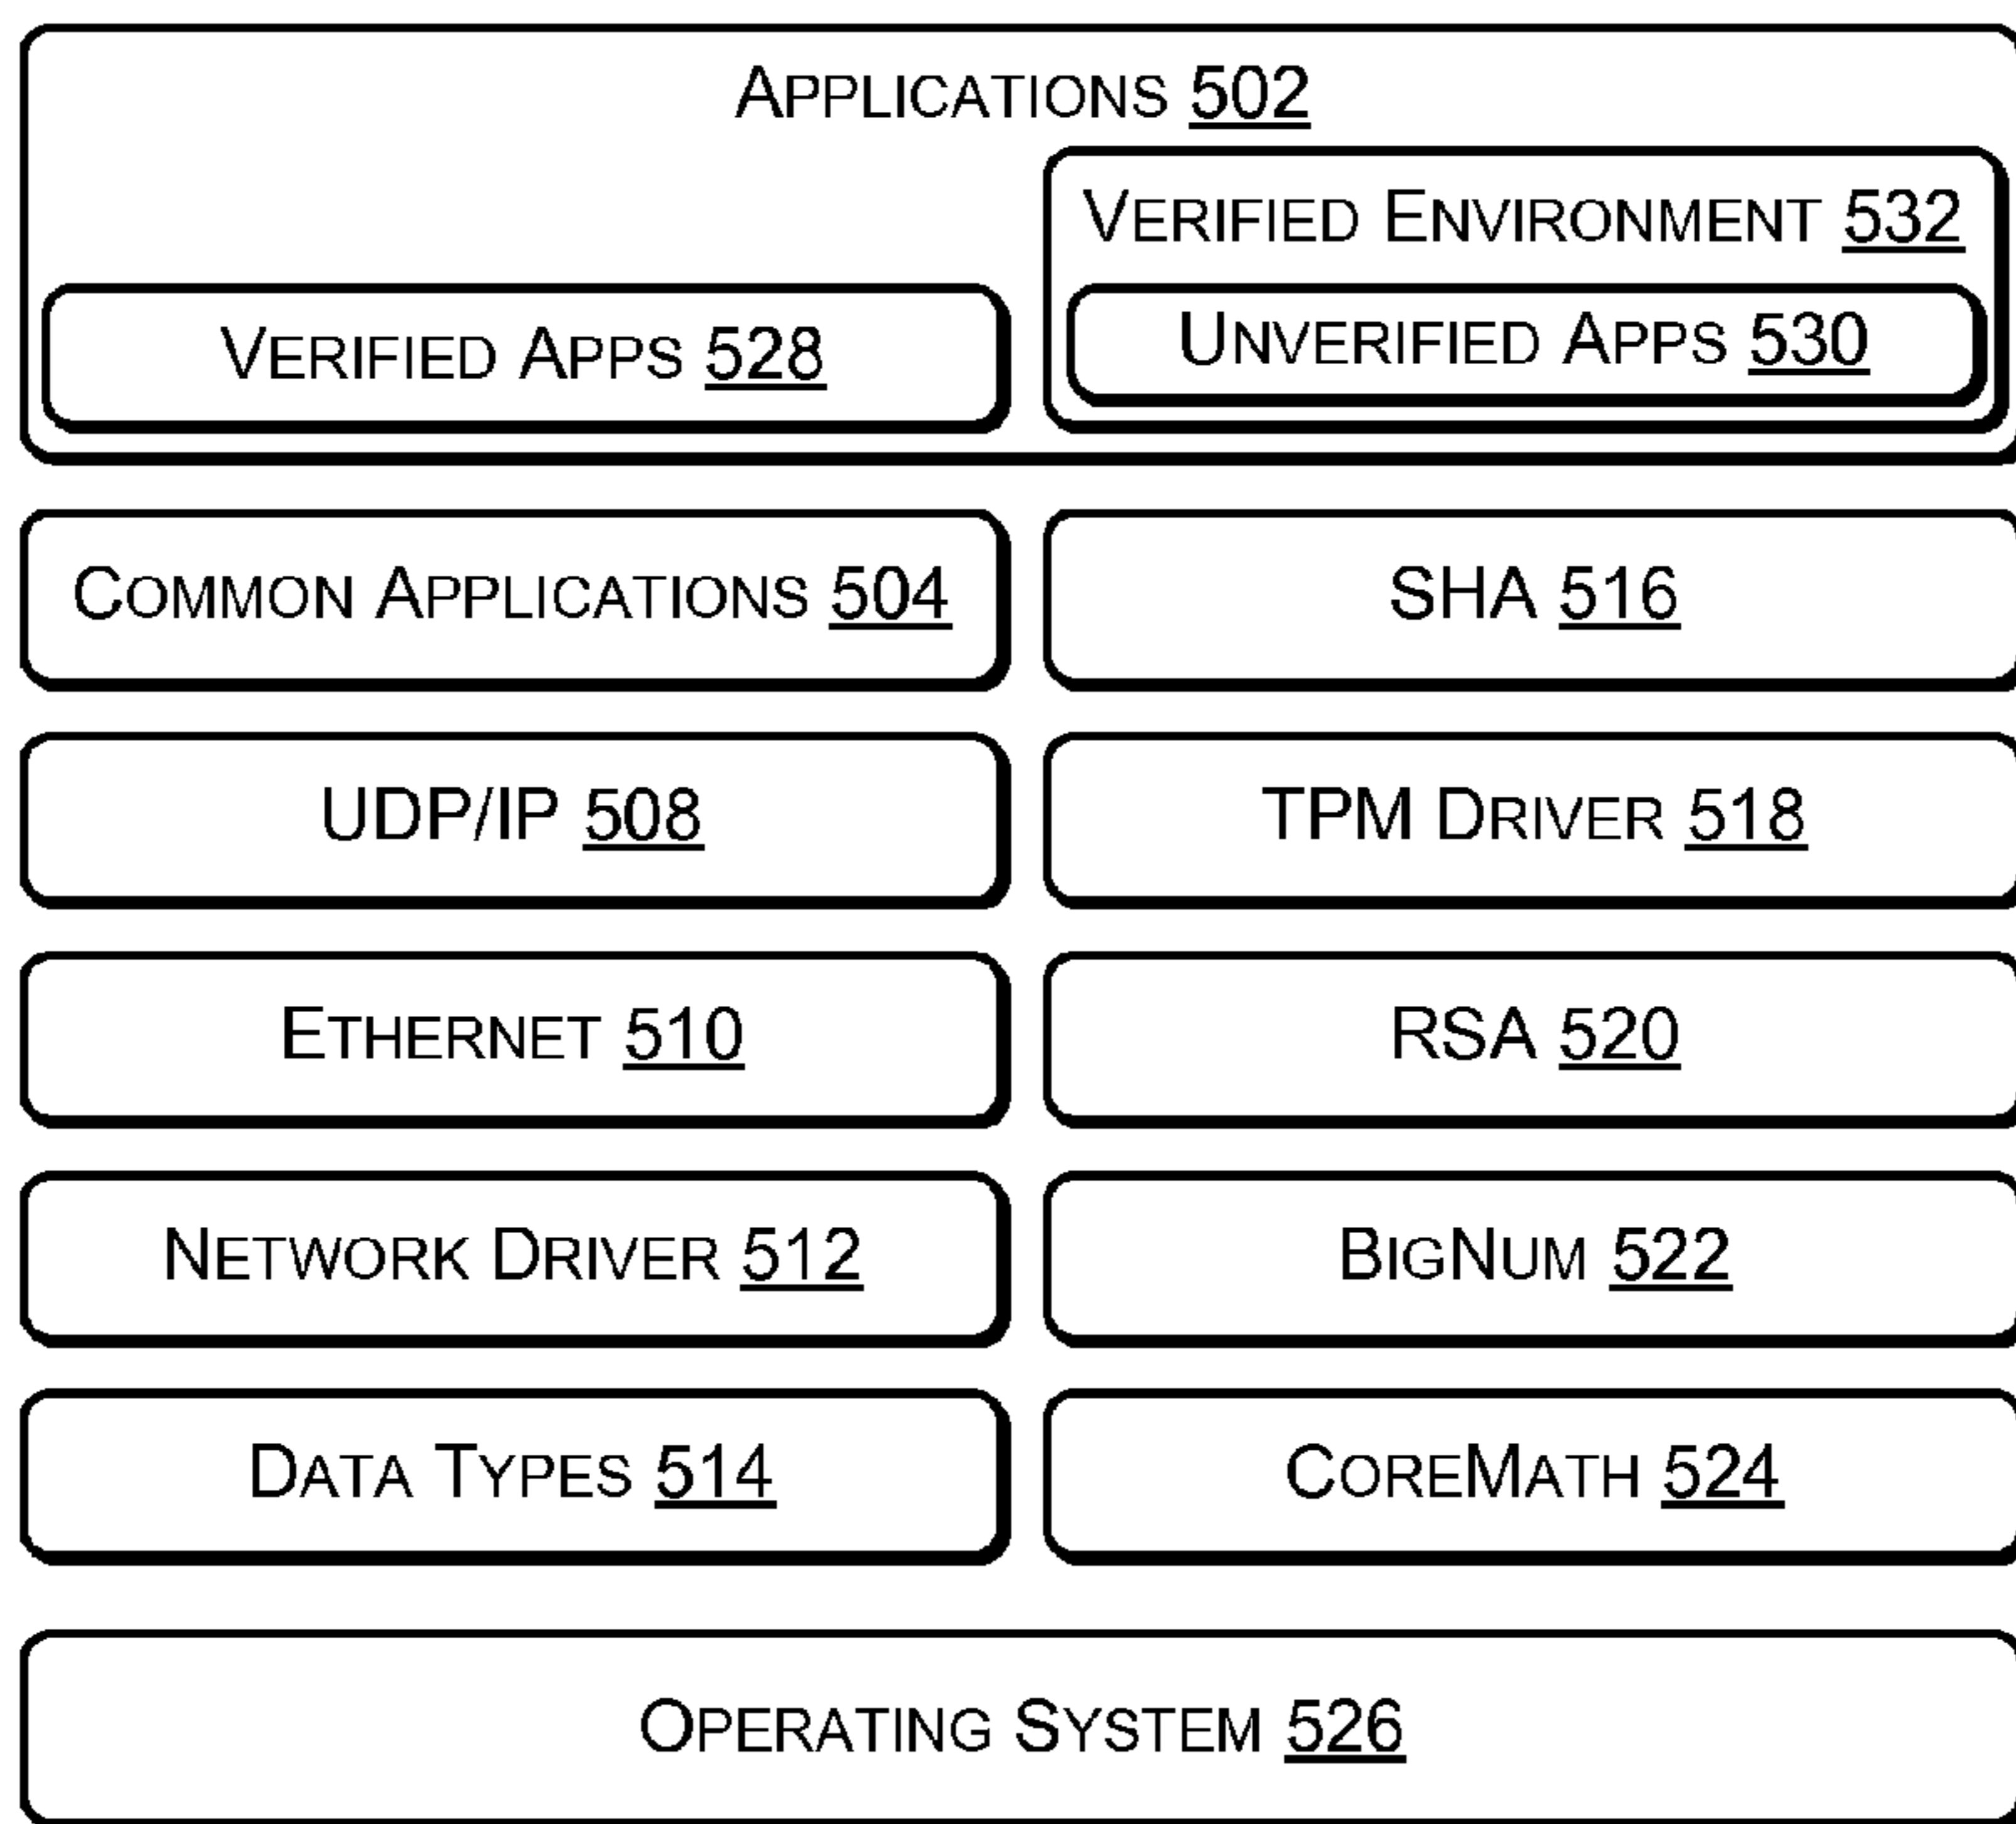 APPLICATIONS 502
VERIFIED ENVIRONMENT 532
VERIFIED APPS 528
UNVERIFIED APPS 530
COMMON APPLICATIONS 504
SHA 516
UDP/IP 508
TPM DRIVER 518
ETHERNET 510
RSA 520
NETWORK DRIVER 512
BIGNUM 522
DATA TYPES 514
COREMATH 524
OPERATING SYSTEM 526